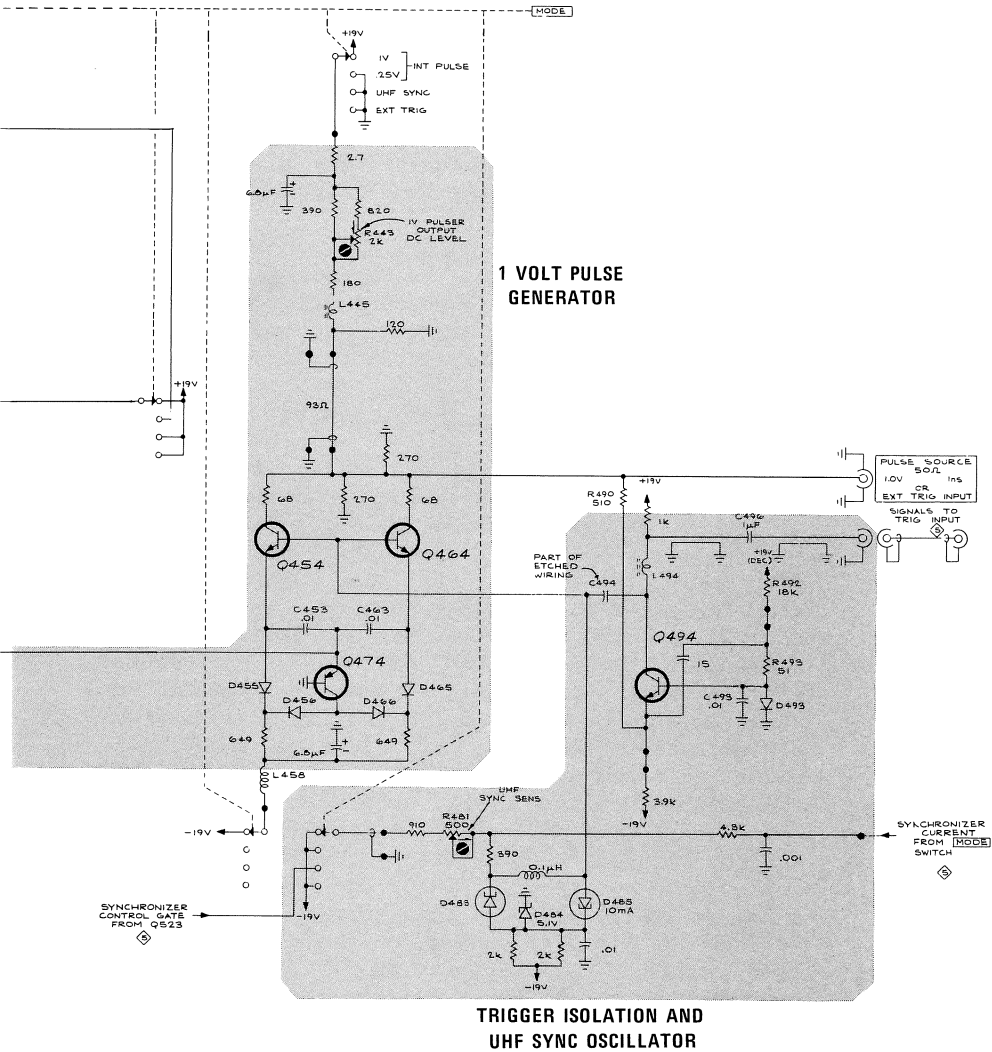 MODE
+19V
1V
.25V
INT PULSE
UHF SYNC
EXT TRIG
2.7
6.8µF
+
390
820
R443
2k
1V PULSER
OUTPUT
DC LEVEL
180
L445
120
1 VOLT PULSE
GENERATOR
+19V
93Ω
270
68
270
68
Q454
Q464
R490
510
+19V
1k
C496
1µF
PULSE SOURCE
50Ω
1.0V 1ns
OR
EXT TRIG INPUT
SIGNALS TO
TRIG INPUT
5
PART OF
ETCHED
WIRING
C494
L494
+19V
(DEC)
R492
18K
C453
.01
C463
.01
Q474
Q494
15
R493
51
C493
.01
D493
D455
D456
D466
D465
649
6.8µF
+
649
L458
3.9k
-19V
-19V
UHF
SYNC SENS
910
R481
500
4.3k
.001
SYNCHRONIZER
CURRENT
FROM MODE
SWITCH
5
390
0.1µH
D483
D484
5.1V
D485
10mA
2k
2k
.01
-19V
-19V
SYNCHRONIZER
CONTROL GATE
FROM Q523
5
TRIGGER ISOLATION AND
UHF SYNC OSCILLATOR